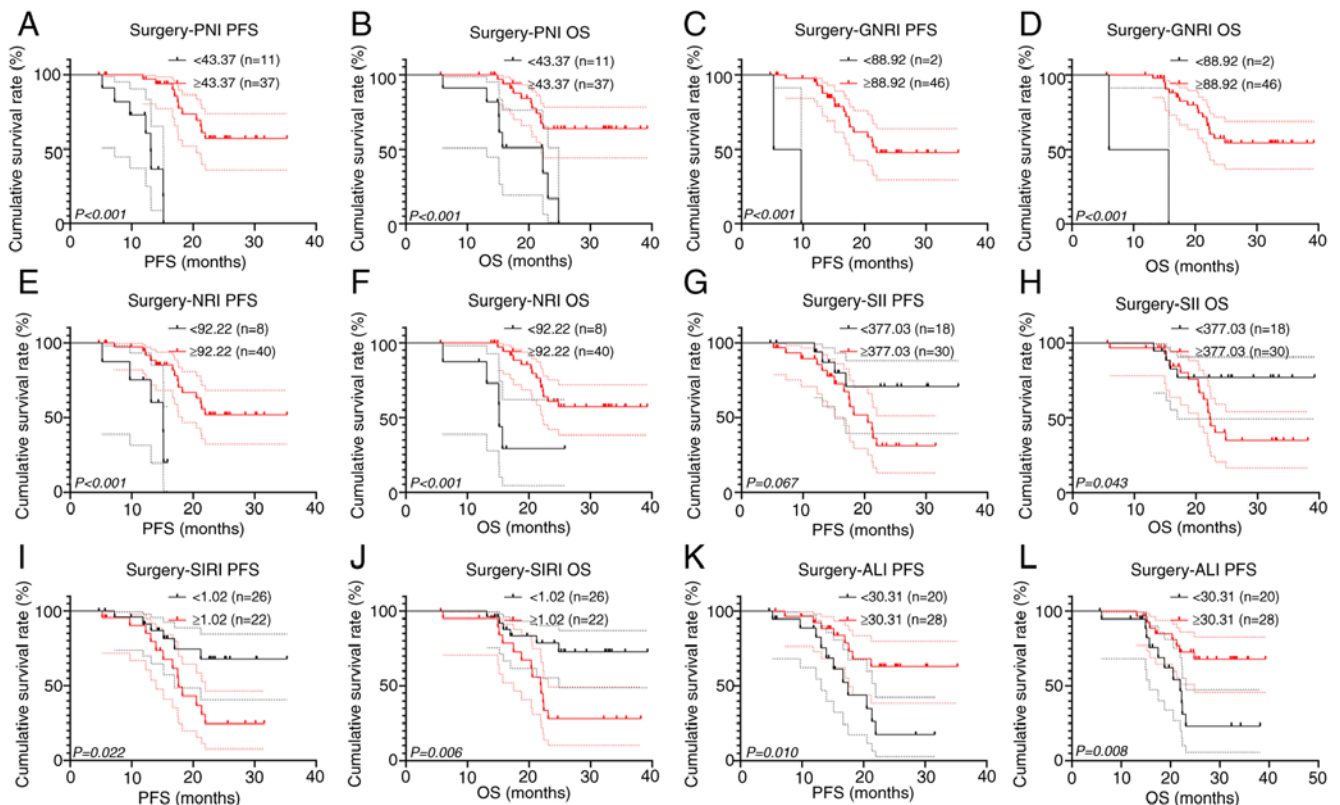 A
Surgery-PNI PFS
<43.37 (n=11)
≥43.37 (n=37)
Cumulative survival rate (%)
100
50
0
P<0.001
0 10 20 30 40
PFS (months)
B
Surgery-PNI OS
<43.37 (n=11)
≥43.37 (n=37)
Cumulative survival rate (%)
100
50
0
P<0.001
0 10 20 30 40
OS (months)
C
Surgery-GNRI PFS
<88.92 (n=2)
≥88.92 (n=46)
Cumulative survival rate (%)
100
50
0
P<0.001
0 10 20 30 40
PFS (months)
D
Surgery-GNRI OS
<88.92 (n=2)
≥88.92 (n=46)
Cumulative survival rate (%)
100
50
0
P<0.001
0 10 20 30 40
OS (months)
E
Surgery-NRI PFS
<92.22 (n=8)
≥92.22 (n=40)
Cumulative survival rate (%)
100
50
0
P<0.001
0 10 20 30 40
PFS (months)
F
Surgery-NRI OS
<92.22 (n=8)
≥92.22 (n=40)
Cumulative survival rate (%)
100
50
0
P<0.001
0 10 20 30 40
OS (months)
G
Surgery-SII PFS
<377.03 (n=18)
≥377.03 (n=30)
Cumulative survival rate (%)
100
50
0
P=0.067
0 10 20 30 40
PFS (months)
H
Surgery-SII OS
<377.03 (n=18)
≥377.03 (n=30)
Cumulative survival rate (%)
100
50
0
P=0.043
0 10 20 30 40
OS (months)
I
Surgery-SIRI PFS
<1.02 (n=26)
≥1.02 (n=22)
Cumulative survival rate (%)
100
50
0
P=0.022
0 10 20 30 40
PFS (months)
J
Surgery-SIRI OS
<1.02 (n=26)
≥1.02 (n=22)
Cumulative survival rate (%)
100
50
0
P=0.006
0 10 20 30 40
OS (months)
K
Surgery-ALI PFS
<30.31 (n=20)
≥30.31 (n=28)
Cumulative survival rate (%)
100
50
0
P=0.010
0 10 20 30 40
PFS (months)
L
Surgery-ALI PFS
<30.31 (n=20)
≥30.31 (n=28)
Cumulative survival rate (%)
100
50
0
P=0.008
0 10 20 30 40 50
OS (months)